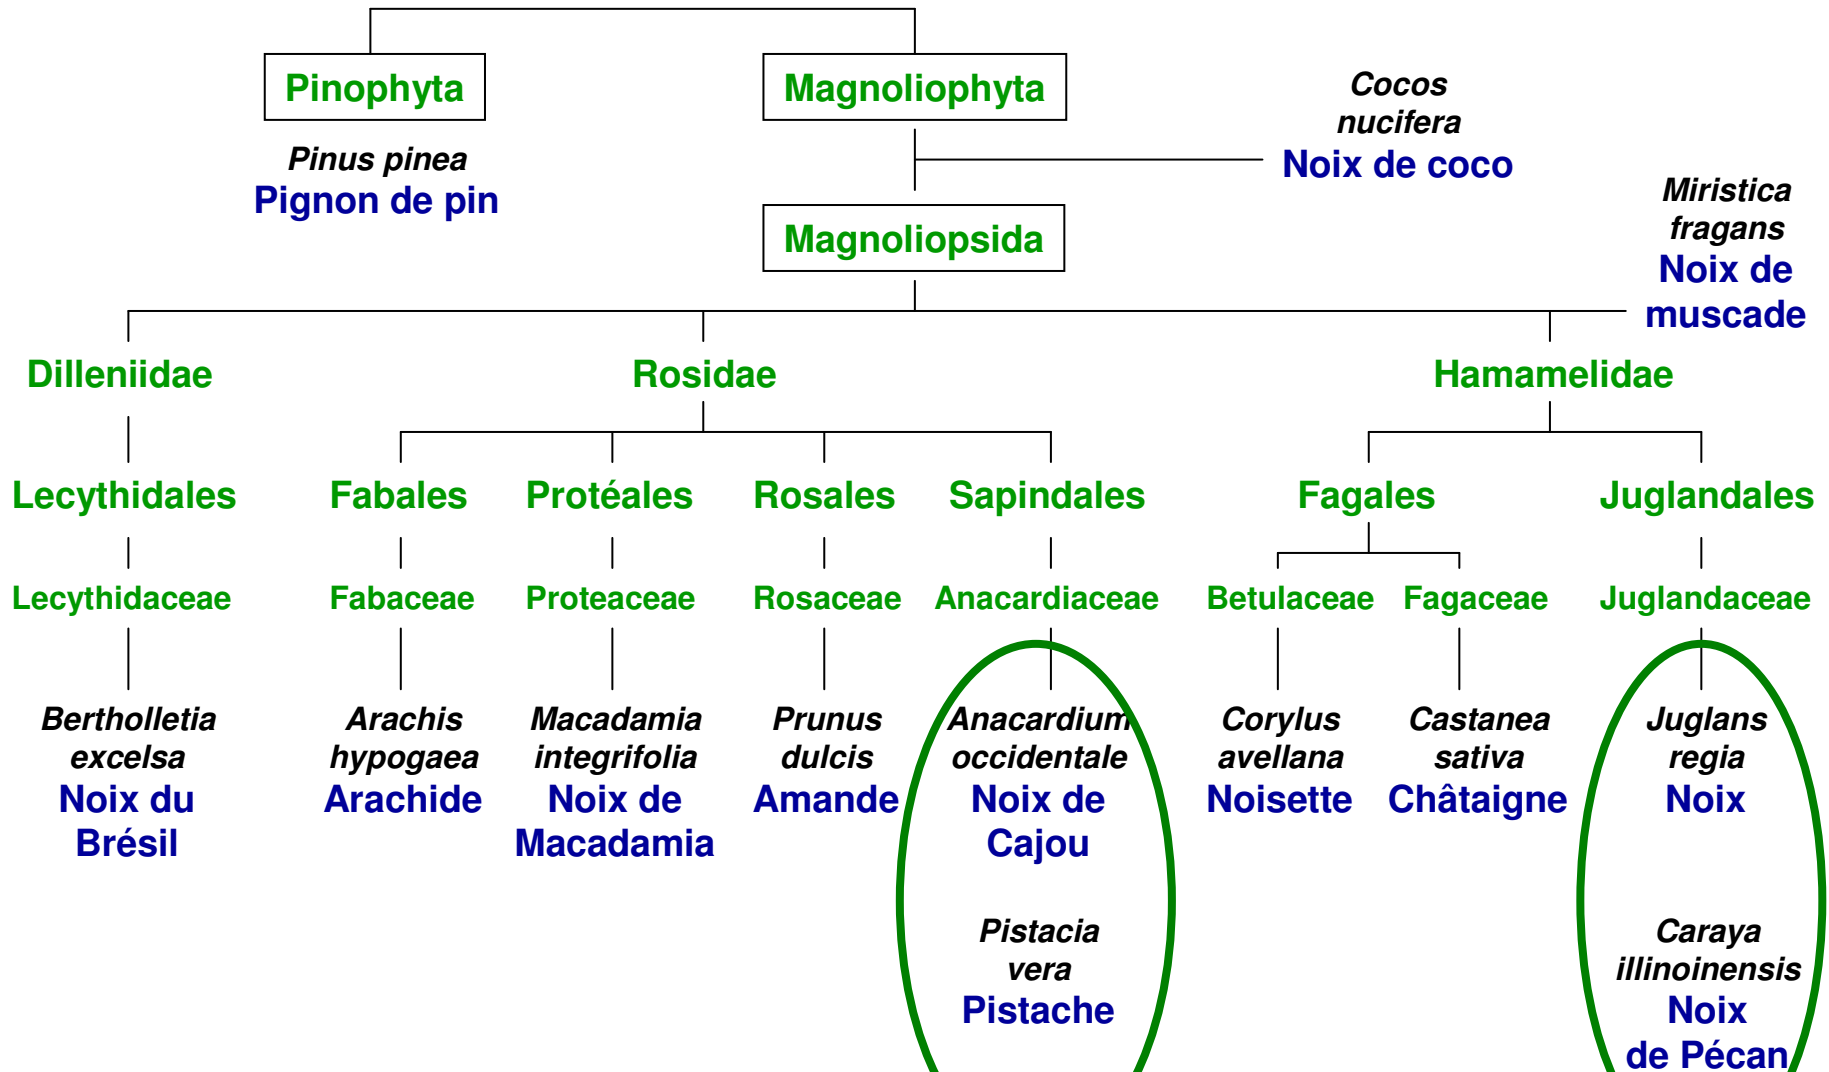 Pinophyta
Magnoliophyta
Pinus pinea
Pignon de pin
Cocos
nucifera
Noix de coco
Magnoliopsida
Miristica
fragans
Noix de
muscade
Dilleniidae
Rosidae
Hamamelidae
Lecythidales
Fabales
Protéales
Rosales
Sapindales
Fagales
Juglandales
Lecythidaceae
Fabaceae
Proteaceae
Rosaceae
Anacardiaceae
Betulaceae
Fagaceae
Juglandaceae
Bertholletia
excelsa
Noix du
Brésil
Arachis
hypogaea
Arachide
Macadamia
integrifolia
Noix de
Macadamia
Prunus
dulcis
Amande
Anacardium
occidentale
Noix de
Cajou
Pistacia
vera
Pistache
Corylus
avellana
Noisette
Castanea
sativa
Châtaigne
Juglans
regia
Noix
Caraya
illinoinensis
Noix
de Pécan